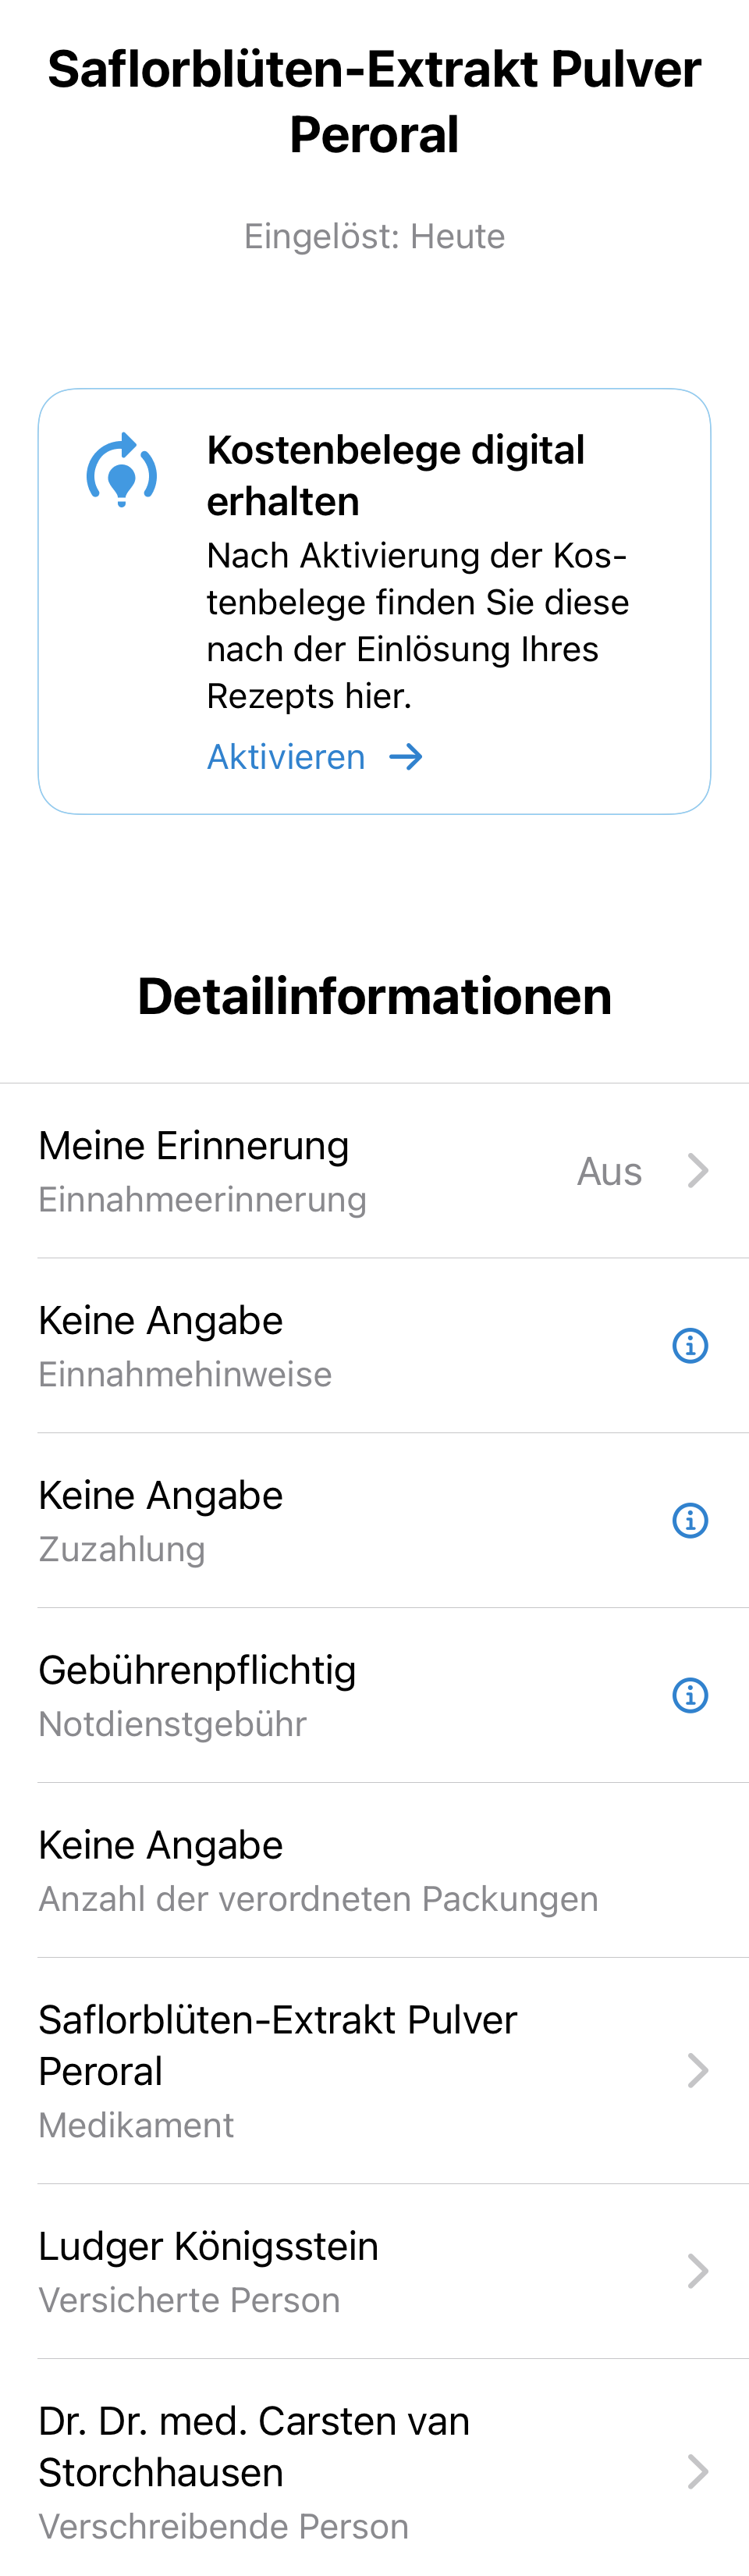 Saflorblüten-Extrakt Pulver
Peroral
Eingelöst: Heute
Kostenbelege digital
erhalten
Nach Aktivierung der Kos-
tenbelege finden Sie diese
nach der Einlösung Ihres
Rezepts hier.
Aktivieren →
Detailinformationen
Meine Erinnerung
Einnahmeerinnerung
Aus
Keine Angabe
Einnahmehinweise
Keine Angabe
Zuzahlung
Gebührenpflichtig
Notdienstgebühr
Keine Angabe
Anzahl der verordneten Packungen
Saflorblüten-Extrakt Pulver
Peroral
Medikament
Ludger Königsstein
Versicherte Person
Dr. Dr. med. Carsten van
Storchhausen
Verschreibende Person